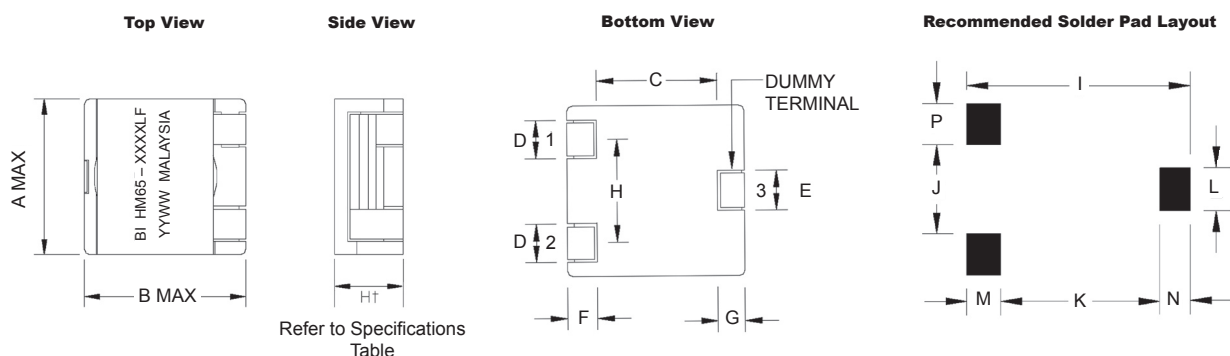 Top View
Side View
Bottom View
Recommended Solder Pad Layout
A MAX
BI HM65 – XXXXLF
YYWW MALAYSIA
B MAX
H†
Refer to Specifications
Table
C
DUMMY
TERMINAL
D 1
H
3 E
D 2
F
G
I
P
J
L
M
K
N